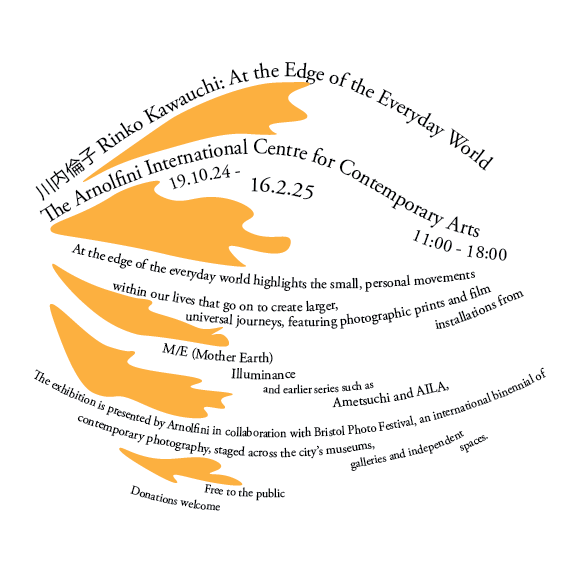 川内倫子 Rinko Kawauchi: At the Edge of the Everyday World
The Arnolfini International Centre for Contemporary Arts
19.10.24 -
16.2.25
11:00 - 18:00
At the edge of the everyday world highlights the small, personal movements
within our lives that go on to create larger,
universal journeys, featuring photographic prints and film
installations from
M/E (Mother Earth)
Illuminance
and earlier series such as
Ametsuchi and AILA,
The exhibition is presented by Arnolfini in collaboration with Bristol Photo Festival, an international binennial of
contemporary photography, staged across the city's museums,
galleries and independent
spaces.
Free to the public
Donations welcome